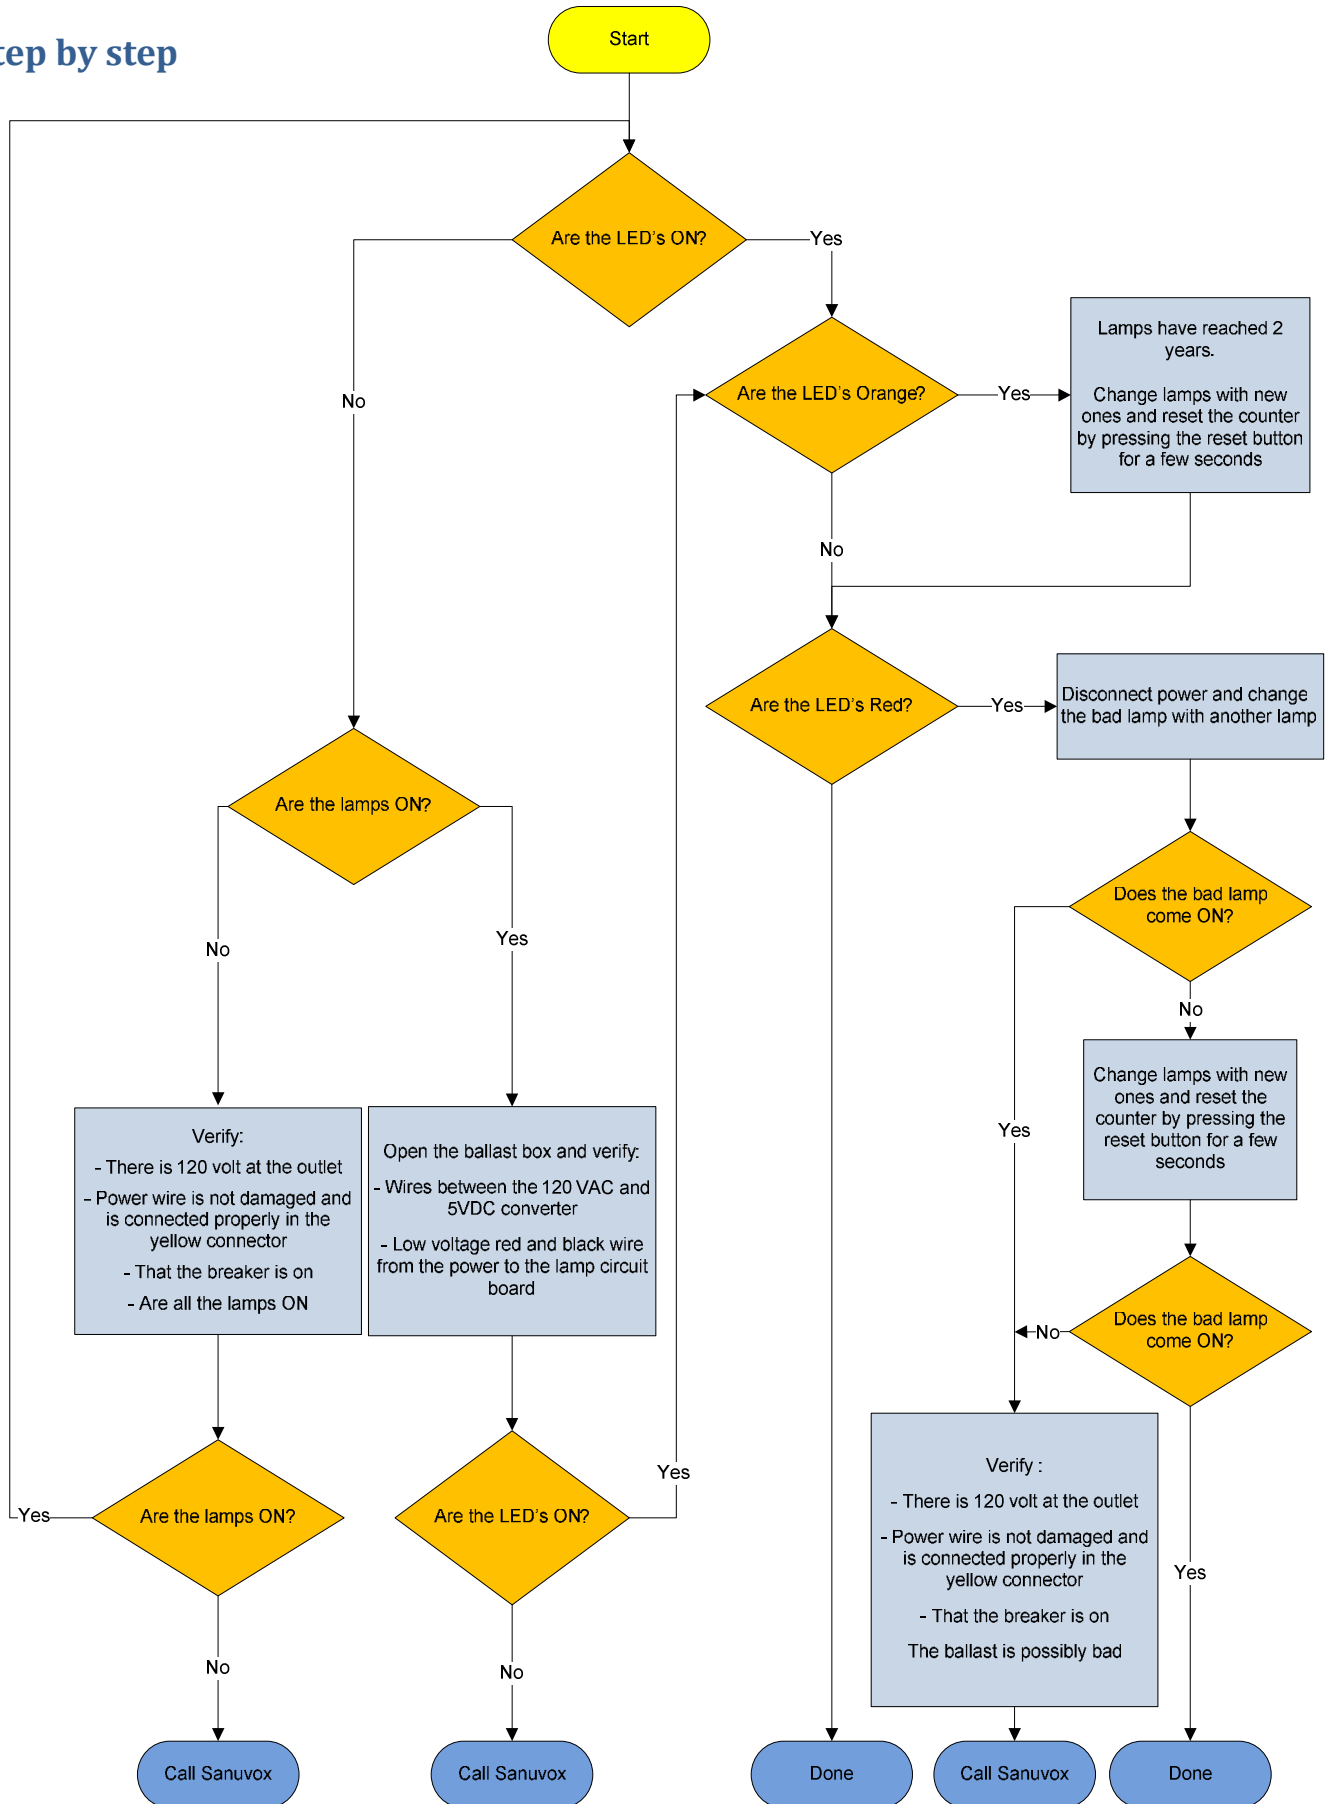 tep by step
Start
Are the LED's ON?
Yes
No
Are the LED's Orange?
Yes
Lamps have reached 2
years.
Change lamps with new
ones and reset the counter
by pressing the reset button
for a few seconds
No
Are the LED's Red?
Yes
Disconnect power and change
the bad lamp with another lamp
Are the lamps ON?
No
Yes
Does the bad lamp
come ON?
No
Yes
Change lamps with new
ones and reset the
counter by pressing the
reset button for a few
seconds
Verify:
- There is 120 volt at the outlet
- Power wire is not damaged and
is connected properly in the
yellow connector
- That the breaker is on
- Are all the lamps ON
Open the ballast box and verify:
- Wires between the 120 VAC and
5VDC converter
- Low voltage red and black wire
from the power to the lamp circuit
board
Does the bad lamp
come ON?
No
Yes
Verify :
- There is 120 volt at the outlet
- Power wire is not damaged and
is connected properly in the
yellow connector
- That the breaker is on
The ballast is possibly bad
Are the lamps ON?
Yes
No
Are the LED's ON?
Yes
No
Call Sanuvox
Call Sanuvox
Done
Call Sanuvox
Done